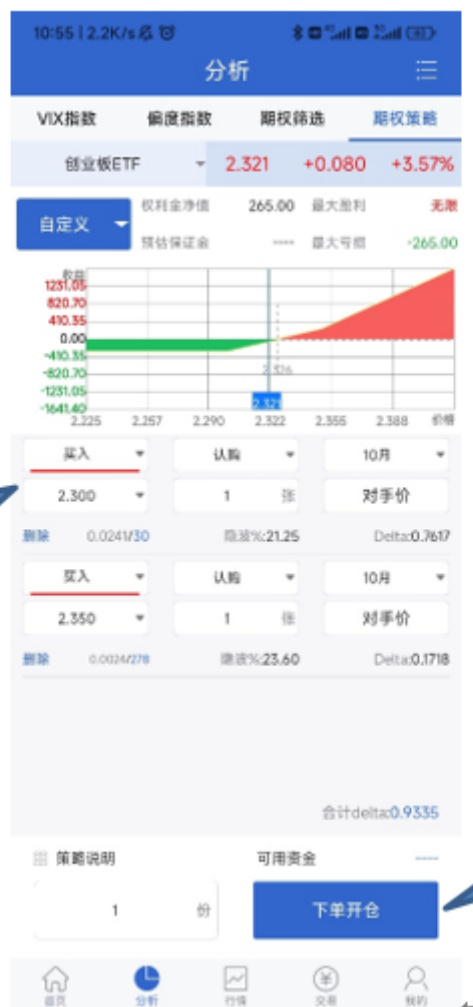 10:55 | 2.2K/s
分析
VIX指数 偏度指数 期权筛选 期权策略
创业板ETF 2.321 +0.080 +3.57%
自定义 权利金净值 265.00 最大盈利 无限
预估保证金 ---- 最大亏损 -265.00
收益
1231.05
820.70
410.35
0.00
-410.35
-820.70
-1231.05
-1641.40
2.326
2.321
2.225 2.257 2.290 2.322 2.355 2.388 价格
买入 认购 10月
2.300 1 张 对手价
删除 0.0241/30 隐波%:21.25 Delta:0.7617
买入 认购 10月
2.350 1 张 对手价
删除 0.0024/278 隐波%:23.60 Delta:0.1718
合计delta:0.9335
策略说明 可用资金 ----
1 份 下单开仓
首页 分析 行情 交易 我的